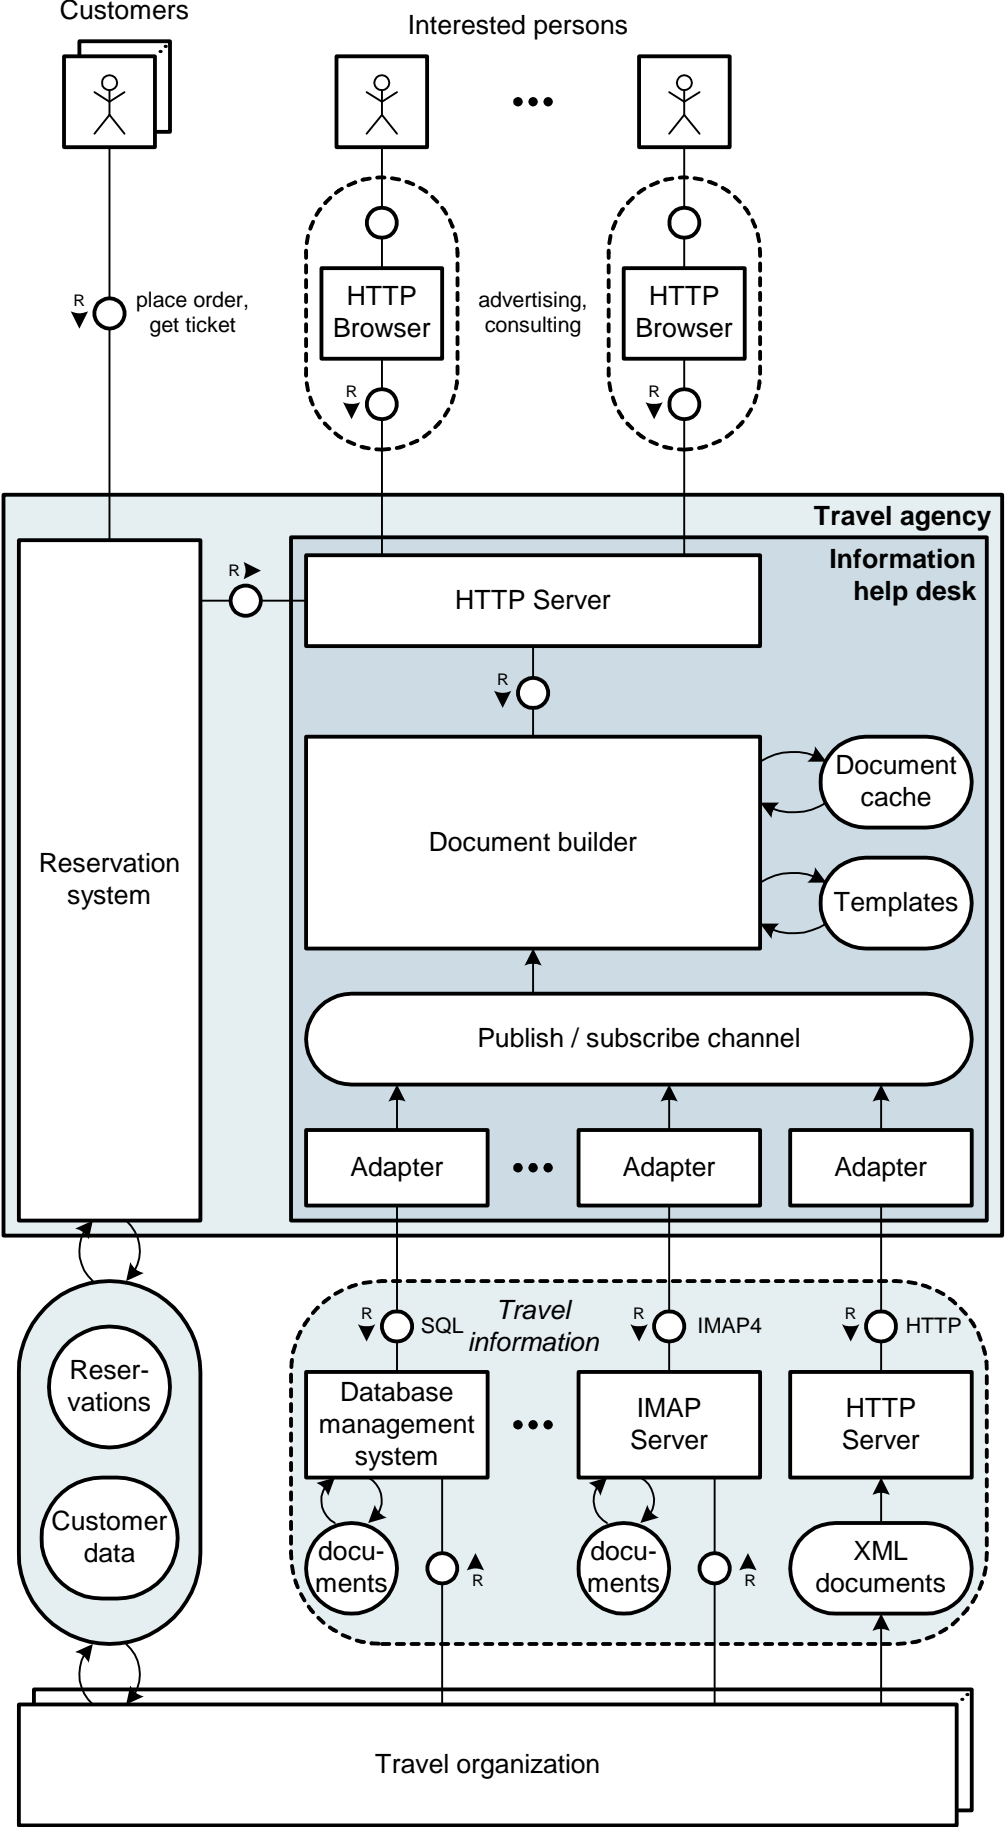 Customers
Interested persons
R
place order,
get ticket
HTTP
Browser
R
advertising,
consulting
HTTP
Browser
R
Travel agency
Information
help desk
R
HTTP Server
R
Document builder
Document
cache
Templates
Reservation
system
Publish / subscribe channel
Adapter
Adapter
Adapter
Travel
information
R
SQL
R
IMAP4
R
HTTP
Reser-
vations
Customer
data
Database
management
system
IMAP
Server
HTTP
Server
docu-
ments
R
docu-
ments
R
XML
documents
Travel organization